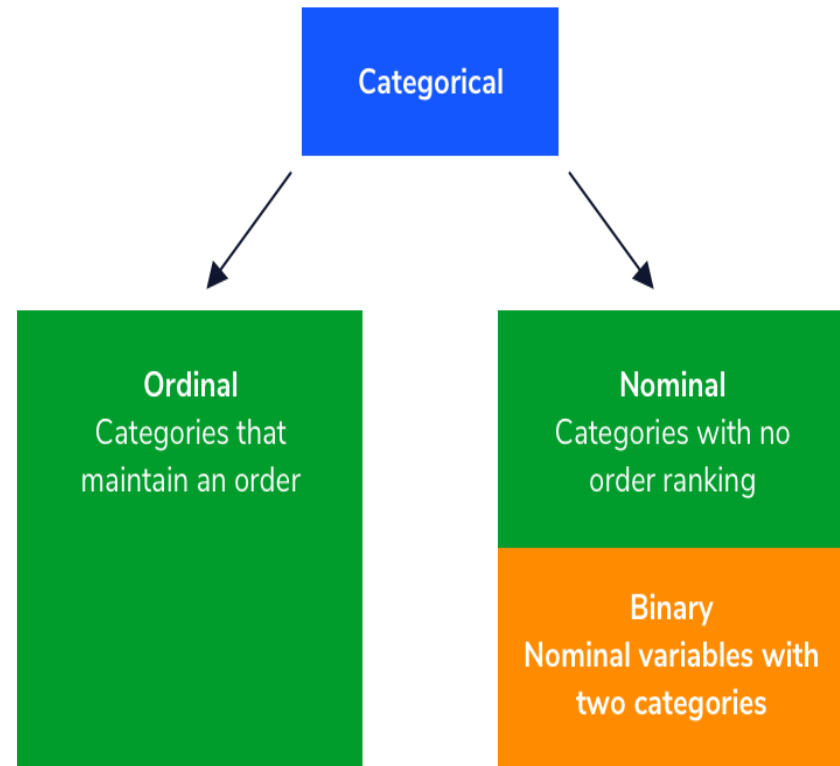 Categorical
Ordinal
Categories that
maintain an order
Nominal
Categories with no
order ranking
Binary
Nominal variables with
two categories